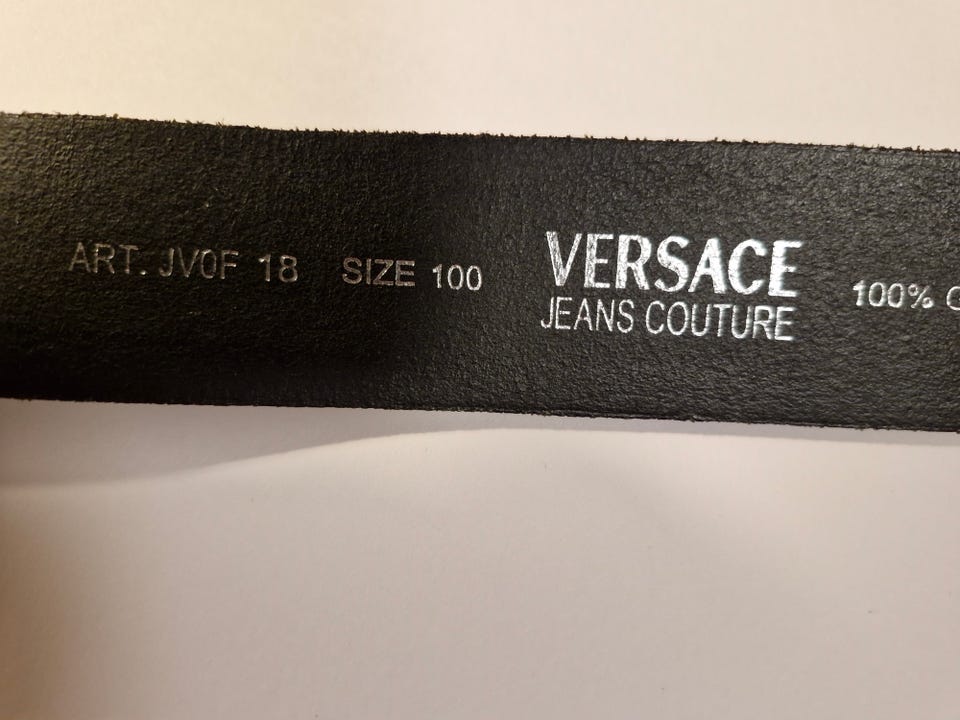 ART. JV0F 18 SIZE 100
VERSACE
JEANS COUTURE
100%